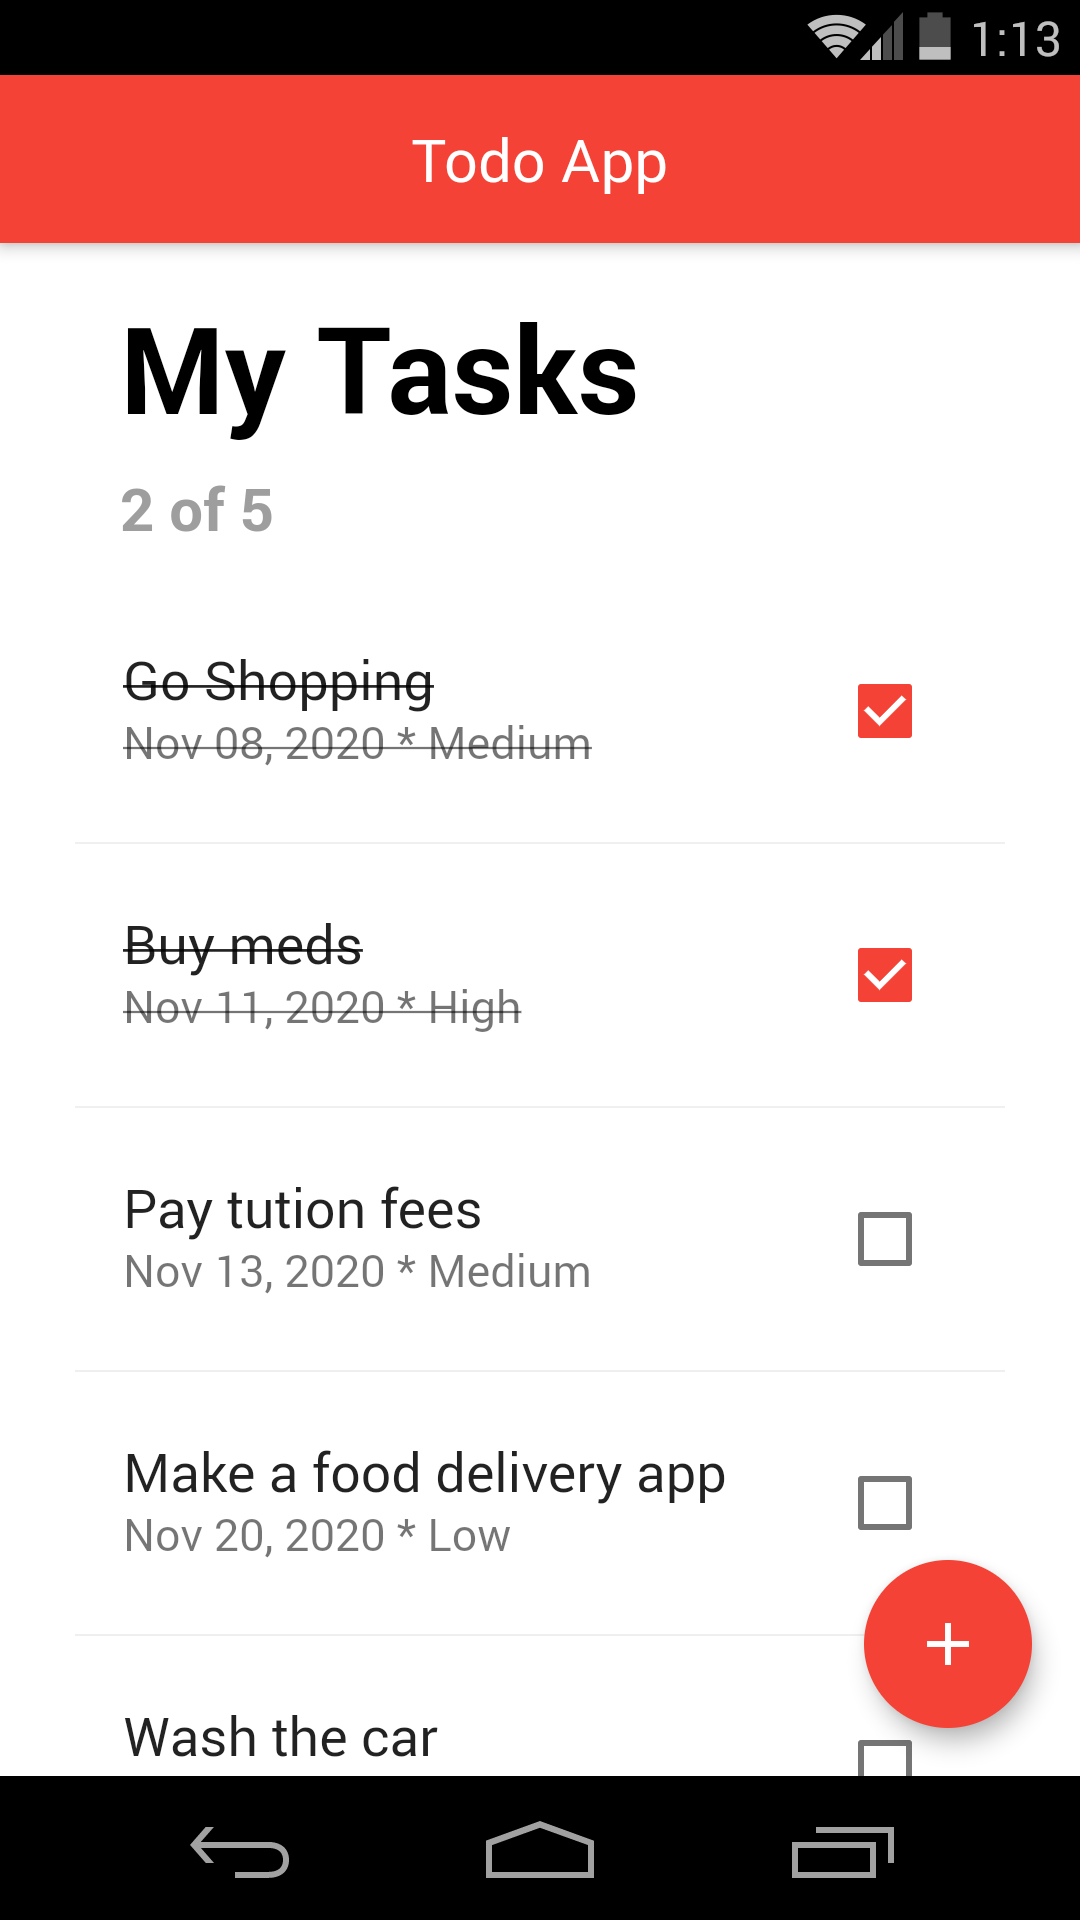 1:13
Todo App
My Tasks
2 of 5
Go Shopping
Nov 08, 2020 * Medium
Buy meds
Nov 11, 2020 * High
Pay tution fees
Nov 13, 2020 * Medium
Make a food delivery app
Nov 20, 2020 * Low
Wash the car